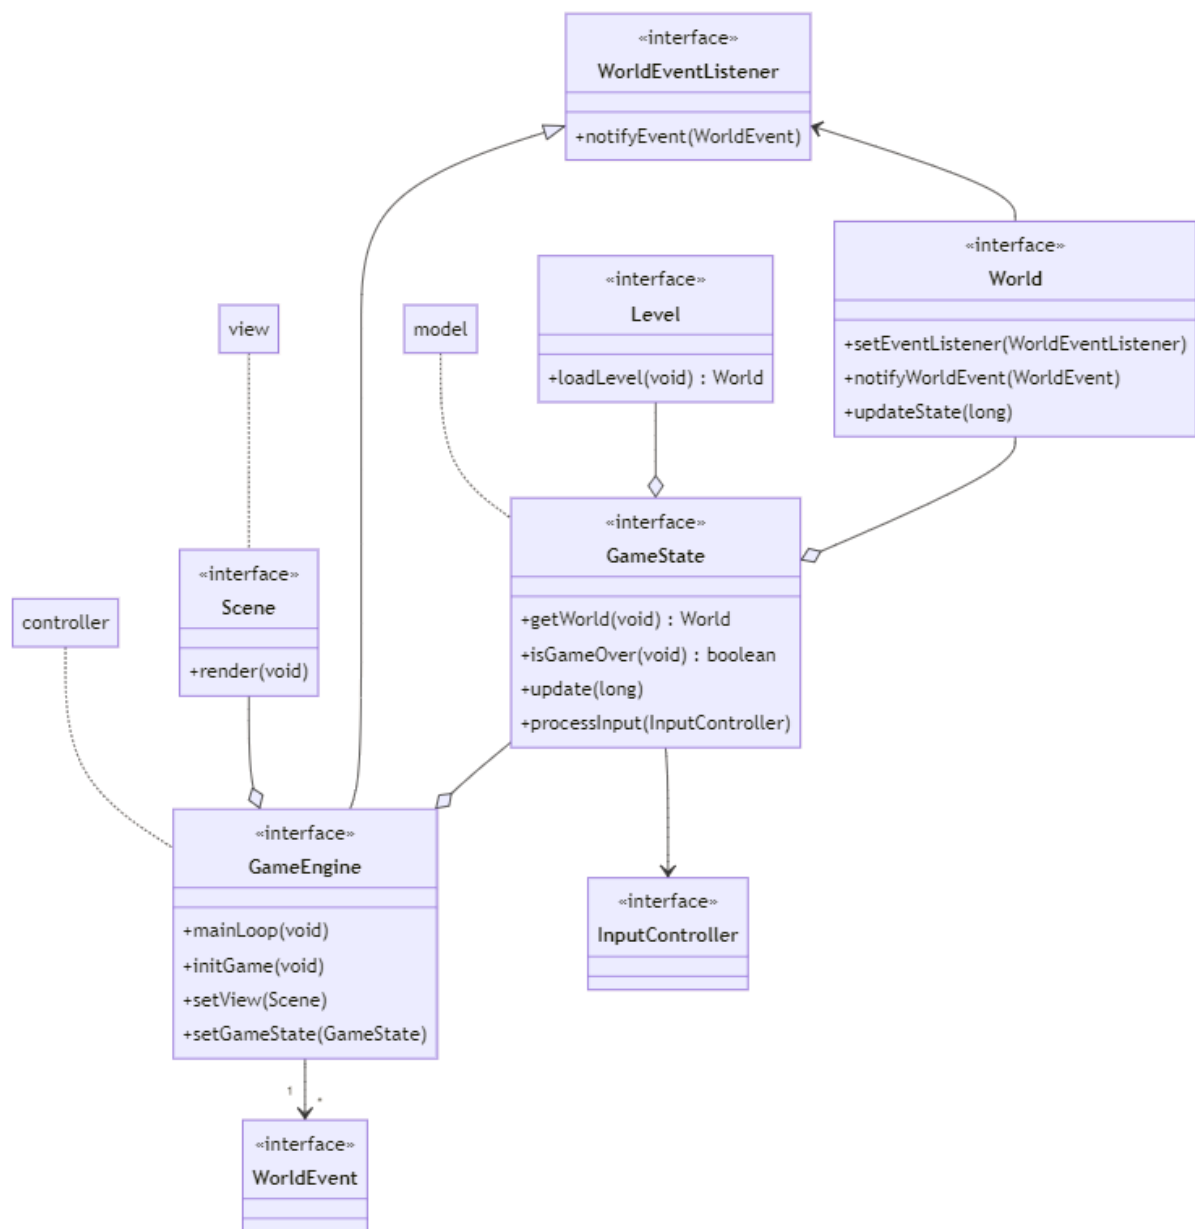 «interface»
WorldEventListener
+notifyEvent(WorldEvent)
«interface»
World
+setEventListener(WorldEventListener)
+notifyWorldEvent(WorldEvent)
+updateState(long)
«interface»
Level
+loadLevel(void) : World
view
model
«interface»
GameState
+getWorld(void) : World
+isGameOver(void) : boolean
+update(long)
+processInput(InputController)
«interface»
Scene
+render(void)
controller
«interface»
GameEngine
+mainLoop(void)
+initGame(void)
+setView(Scene)
+setGameState(GameState)
«interface»
InputController
1
*
«interface»
WorldEvent